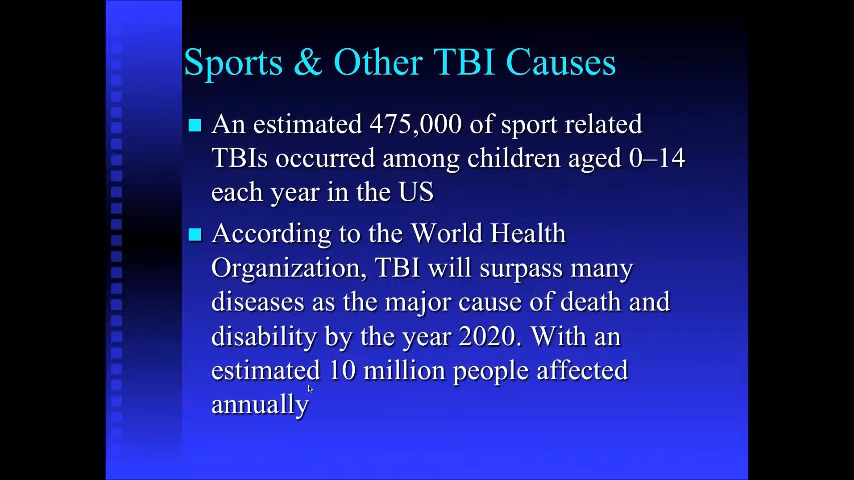 Sports & Other TBI Causes
An estimated 475,000 of sport related
TBIs occurred among children aged 0–14
each year in the US
According to the World Health
Organization, TBI will surpass many
diseases as the major cause of death and
disability by the year 2020. With an
estimated 10 million people affected
annually